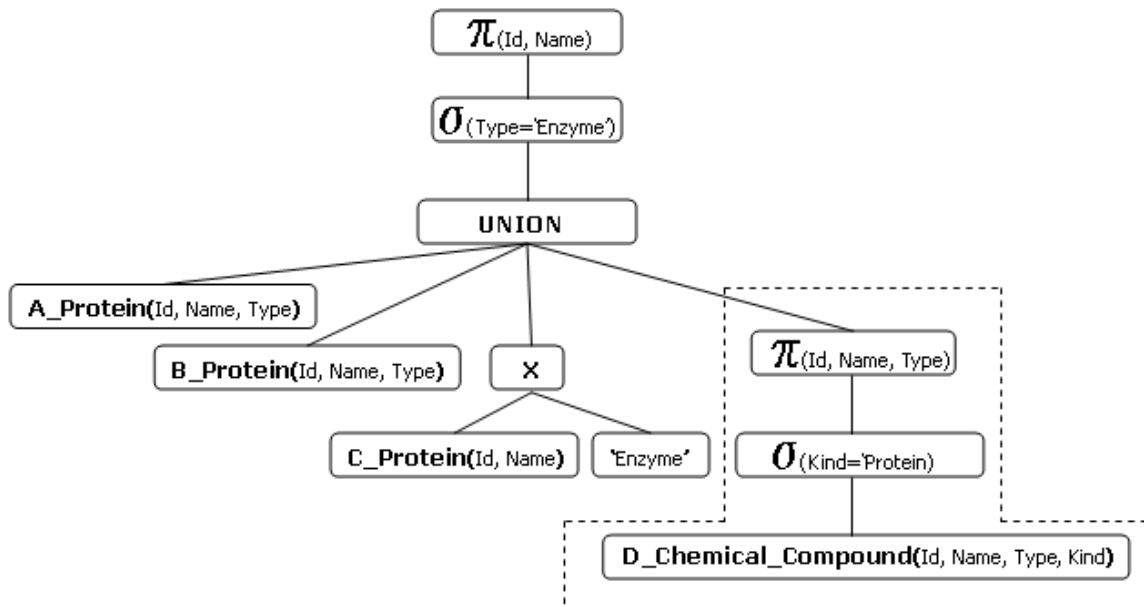 π(Id, Name)
σ(Type='Enzyme')
UNION
A_Protein(Id, Name, Type)
B_Protein(Id, Name, Type)
X
π(Id, Name, Type)
C_Protein(Id, Name)
'Enzyme'
σ(Kind='Protein)
D_Chemical_Compound(Id, Name, Type, Kind)